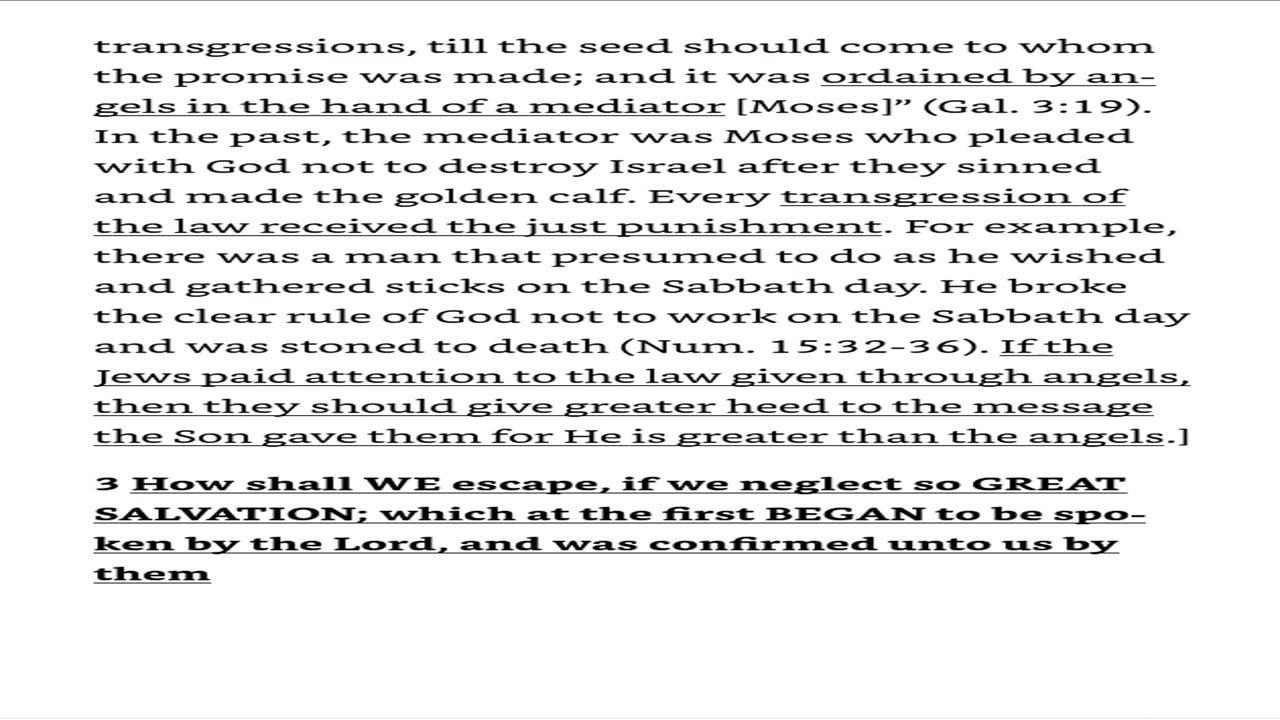 transgressions, till the seed should come to whom
the promise was made; and it was ordained by an-
gels in the hand of a mediator [Moses]” (Gal. 3:19).
In the past, the mediator was Moses who pleaded
with God not to destroy Israel after they sinned
and made the golden calf. Every transgression of
the law received the just punishment. For example,
there was a man that presumed to do as he wished
and gathered sticks on the Sabbath day. He broke
the clear rule of God not to work on the Sabbath day
and was stoned to death (Num. 15:32-36). If the
Jews paid attention to the law given through angels,
then they should give greater heed to the message
the Son gave them for He is greater than the angels.]
3 How shall WE escape, if we neglect so GREAT
SALVATION; which at the first BEGAN to be spo-
ken by the Lord, and was confirmed unto us by
them